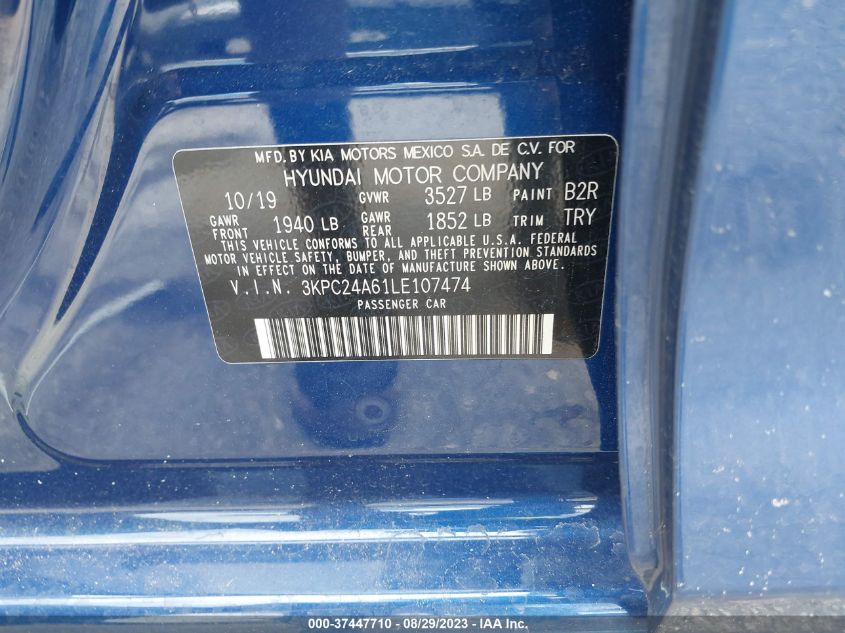 MFD. BY KIA MOTORS MEXICO S.A. DE C.V. FOR
HYUNDAI MOTOR COMPANY
10/19 GVWR 3527 LB PAINT B2R
GAWR FRONT 1940 LB GAWR REAR 1852 LB TRIM TRY
THIS VEHICLE CONFORMS TO ALL APPLICABLE U.S.A. FEDERAL
MOTOR VEHICLE SAFETY, BUMPER, AND THEFT PREVENTION STANDARDS
IN EFFECT ON THE DATE OF MANUFACTURE SHOWN ABOVE.
V.I.N. 3KPC24A61LE107474
PASSENGER CAR
000-37447710 - 08/29/2023 - IAA Inc.